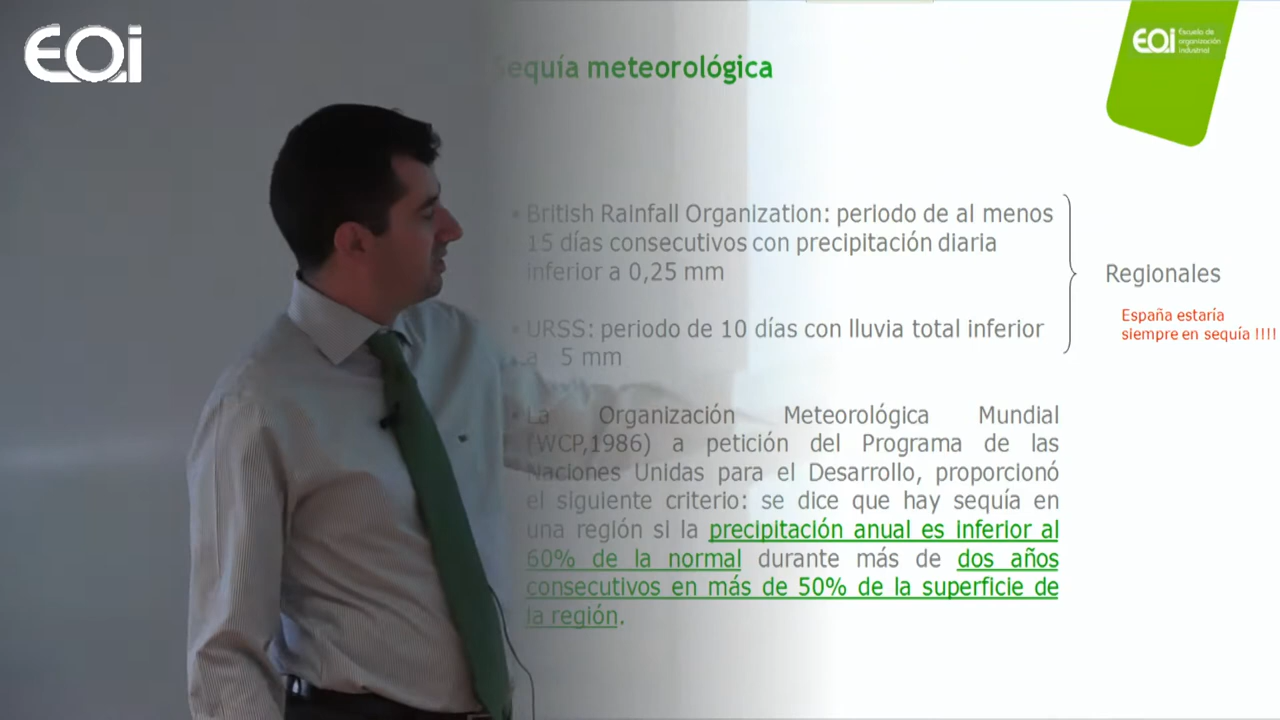 EOi
EOi Escuela de
organización
industrial
sequía meteorológica
• British Rainfall Organization: periodo de al menos
15 días consecutivos con precipitación diaria
inferior a 0,25 mm
• URSS: periodo de 10 días con lluvia total inferior
a 5 mm
Regionales
España estaría
siempre en sequía !!!!
• La Organización Meteorológica Mundial
(WCP,1986) a petición del Programa de las
Naciones Unidas para el Desarrollo, proporcionó
el siguiente criterio: se dice que hay sequía en
una región si la precipitación anual es inferior al
60% de la normal durante más de dos años
consecutivos en más de 50% de la superficie de
la región.